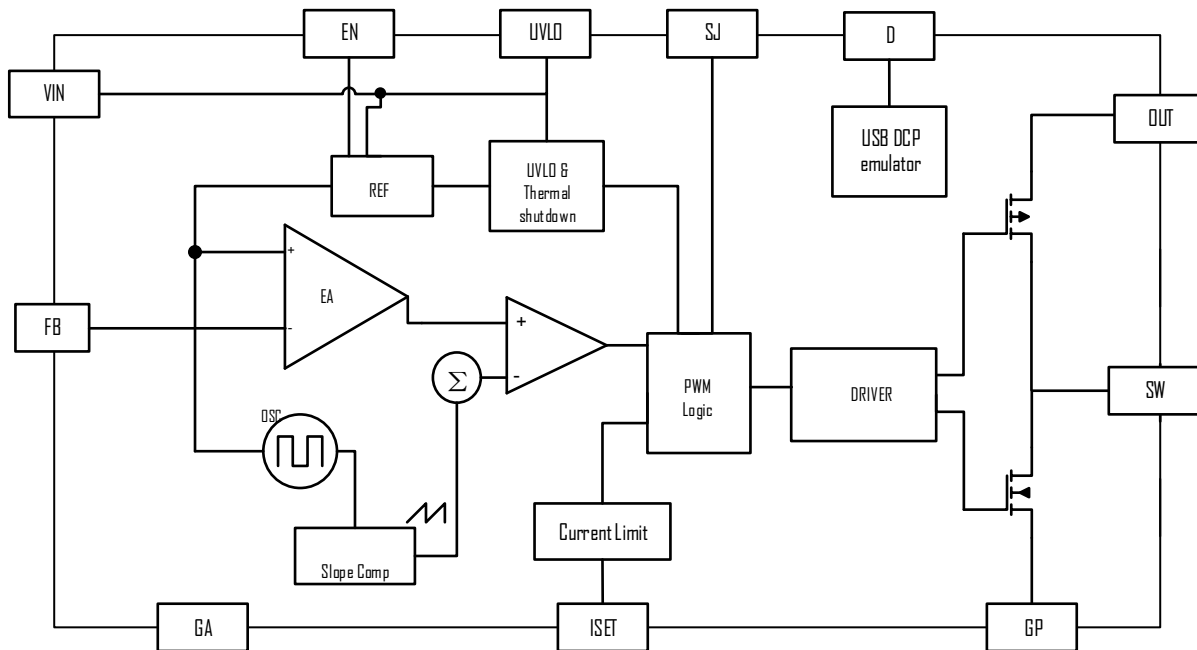 EN
UVLO
SJ
D
VIN
OUT
USB DCP
emulator
REF
UVLO &
Thermal
shutdown
+
EA
-
FB
+
-
Σ
PWM
Logic
DRIVER
SW
OSC
Current Limit
Slope Comp
GA
ISET
GP